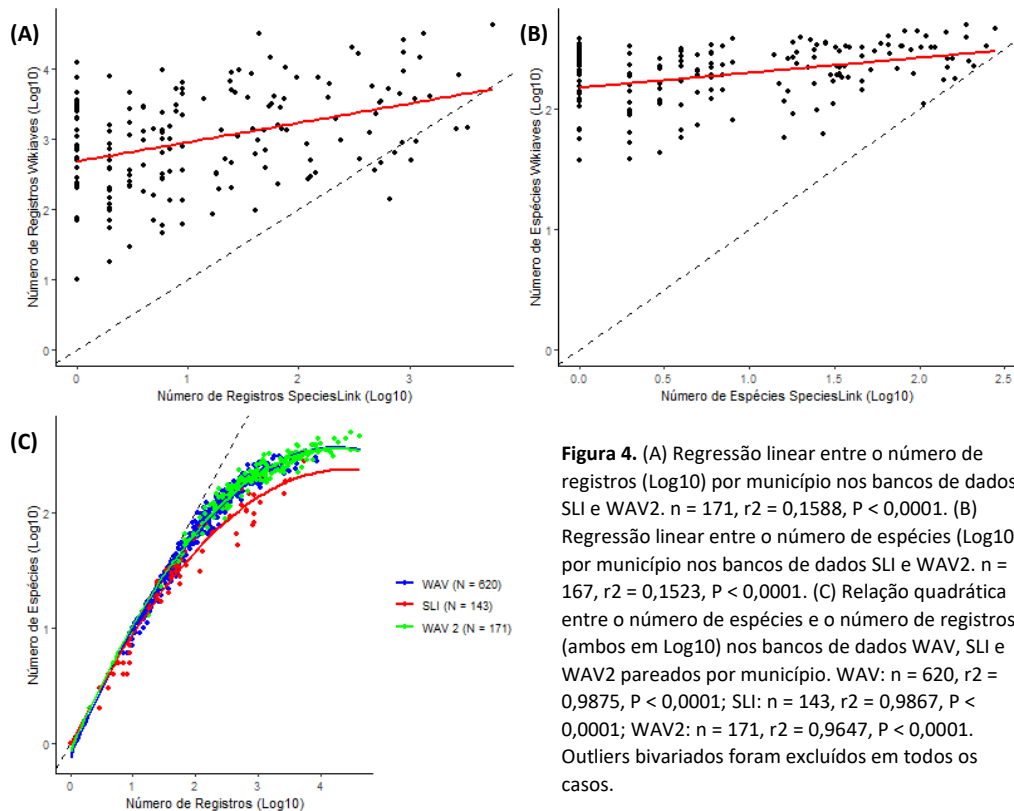 (A)
Número de Registros Wikiaves (Log10)
4
3
2
1
0
0
1
2
3
Número de Registros SpeciesLink (Log10)
(B)
Número de Espécies Wikiaves (Log10)
2
1
0
0.0
0.5
1.0
1.5
2.0
2.5
Número de Espécies SpeciesLink (Log10)
(C)
Número de Espécies (Log10)
2
1
0
0
1
2
3
4
Número de Registros (Log10)
WAV (N = 620)
SLI (N = 143)
WAV 2 (N = 171)
Figura 4. (A) Regressão linear entre o número de
registros (Log10) por município nos bancos de dados
SLI e WAV2. n = 171, r2 = 0,1588, P < 0,0001. (B)
Regressão linear entre o número de espécies (Log10
por município nos bancos de dados SLI e WAV2. n =
167, r2 = 0,1523, P < 0,0001. (C) Relação quadrática
entre o número de espécies e o número de registros
(ambos em Log10) nos bancos de dados WAV, SLI e
WAV2 pareados por município. WAV: n = 620, r2 =
0,9875, P < 0,0001; SLI: n = 143, r2 = 0,9867, P <
0,0001; WAV2: n = 171, r2 = 0,9647, P < 0,0001.
Outliers bivariados foram excluídos em todos os
casos.